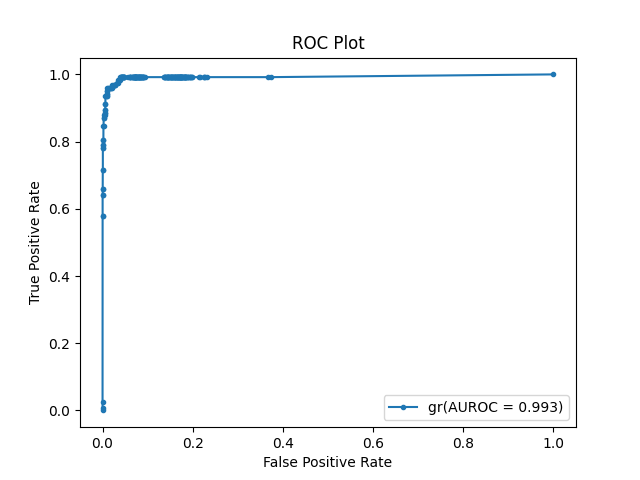 ROC Plot
True Positive Rate
1.0
0.8
0.6
0.4
0.2
0.0
gr(AUROC = 0.993)
0.0 0.2 0.4 0.6 0.8 1.0
False Positive Rate